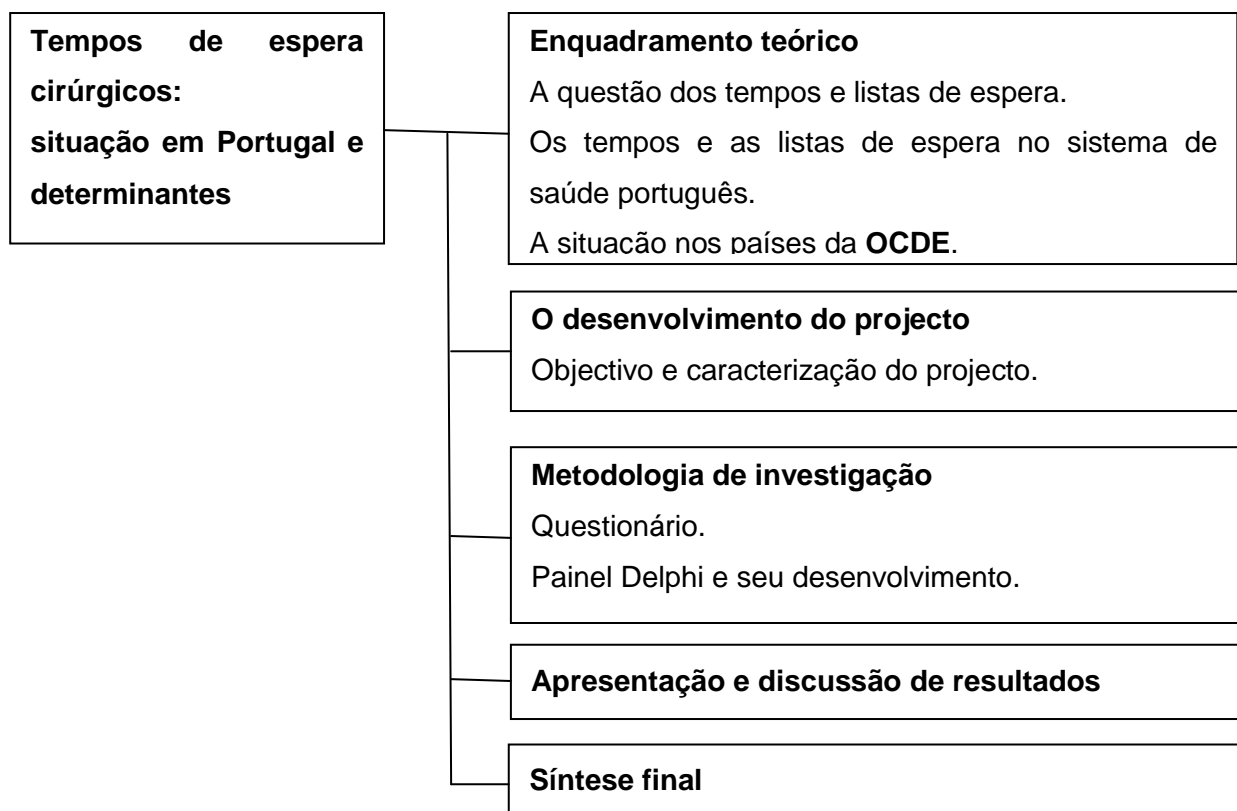 Tempos de espera
cirúrgicos:
situação em Portugal e
determinantes
Enquadramento teórico
A questão dos tempos e listas de espera.
Os tempos e as listas de espera no sistema de
saúde português.
A situação nos países da OCDE.
O desenvolvimento do projecto
Objectivo e caracterização do projecto.
Metodologia de investigação
Questionário.
Painel Delphi e seu desenvolvimento.
Apresentação e discussão de resultados
Síntese final